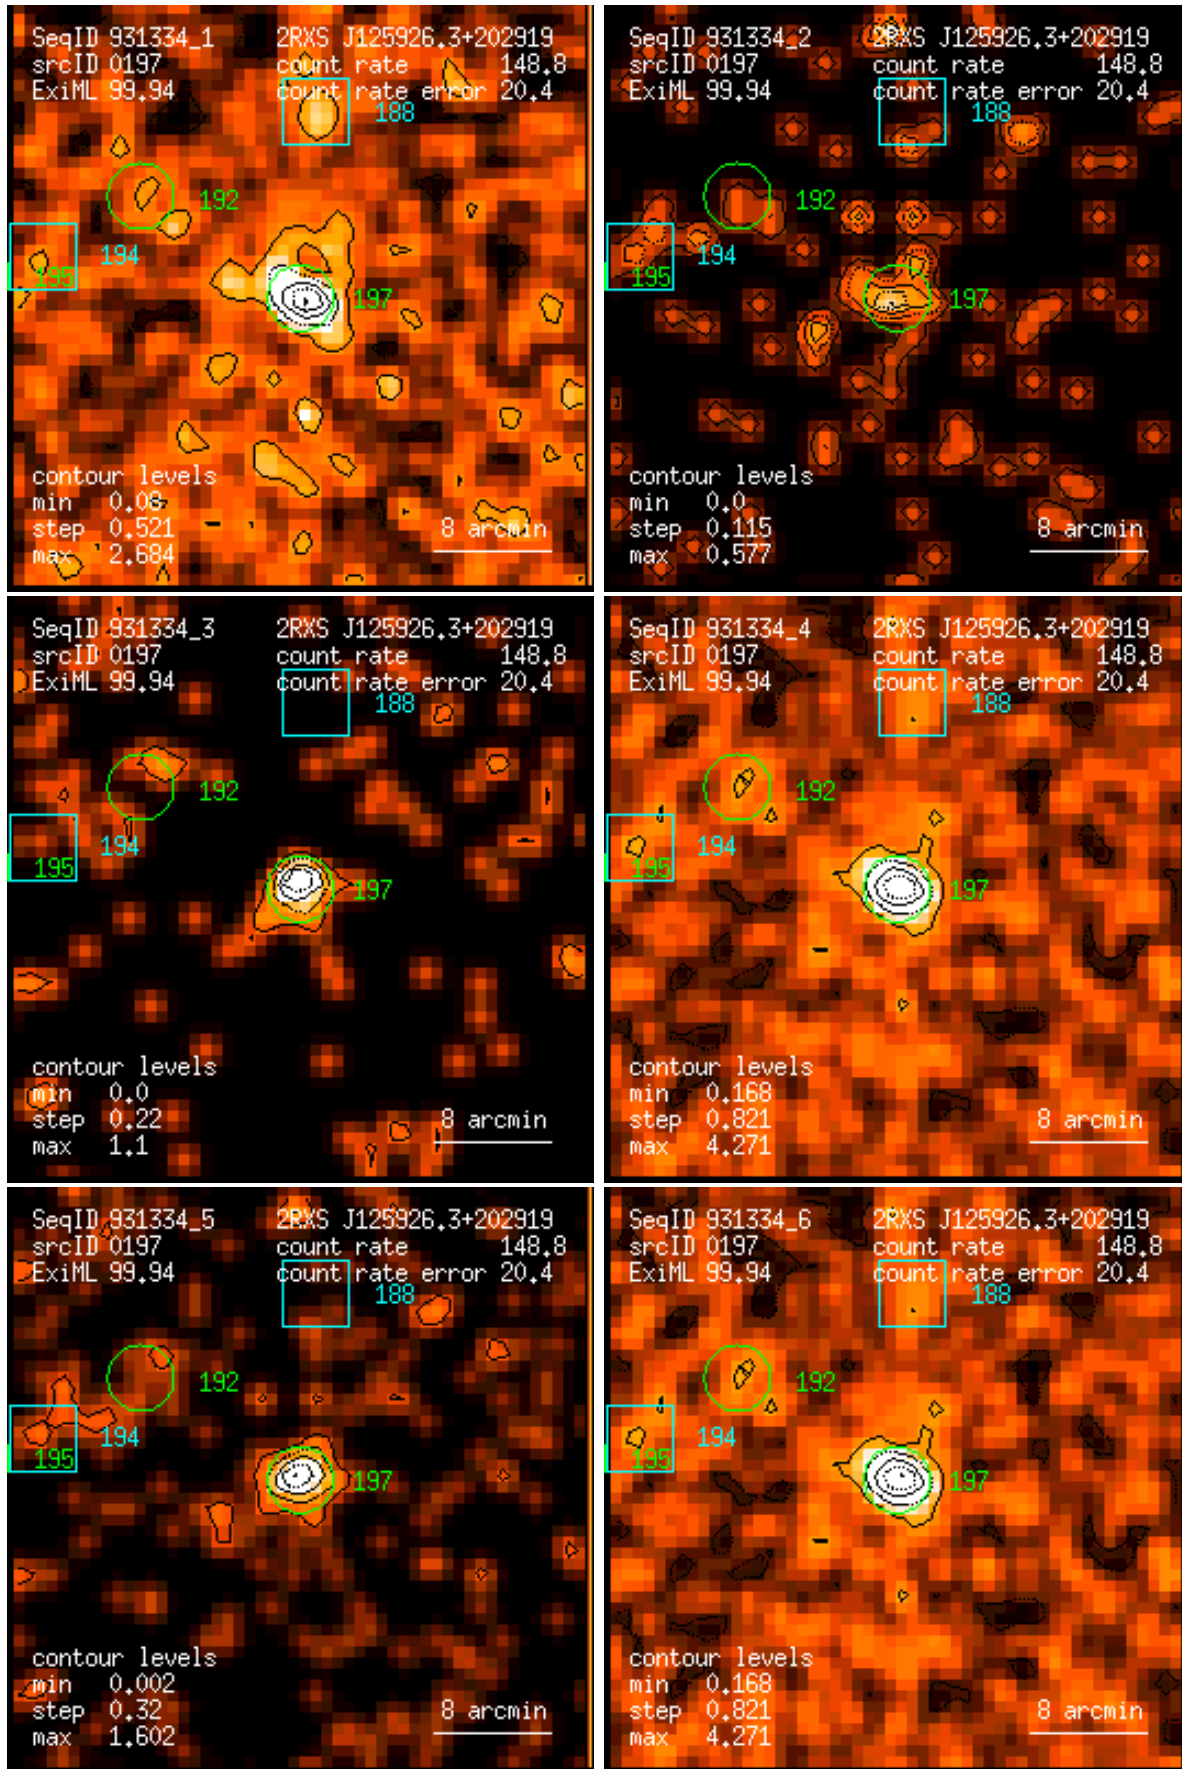 SeqID 931334_1 2RXS J125926.3+202919
srcID 0197 count rate 148.8
ExiML 99.94 count rate error 20.4
188
192
194
195
197
contour levels
min 0.08
step 0.521 8 arcmin
max 2.684
SeqID 931334_2 2RXS J125926.3+202919
srcID 0197 count rate 148.8
ExiML 99.94 count rate error 20.4
188
192
194
195
197
contour levels
min 0.0
step 0.115 8 arcmin
max 0.577
SeqID 931334_3 2RXS J125926.3+202919
srcID 0197 count rate 148.8
ExiML 99.94 count rate error 20.4
188
192
194
195
197
contour levels
min 0.0
step 0.22 8 arcmin
max 1.1
SeqID 931334_4 2RXS J125926.3+202919
srcID 0197 count rate 148.8
ExiML 99.94 count rate error 20.4
188
192
194
195
197
contour levels
min 0.168
step 0.821 8 arcmin
max 4.271
SeqID 931334_5 2RXS J125926.3+202919
srcID 0197 count rate 148.8
ExiML 99.94 count rate error 20.4
188
192
194
195
197
contour levels
min 0.002
step 0.32 8 arcmin
max 1.602
SeqID 931334_6 2RXS J125926.3+202919
srcID 0197 count rate 148.8
ExiML 99.94 count rate error 20.4
188
192
194
195
197
contour levels
min 0.168
step 0.821 8 arcmin
max 4.271